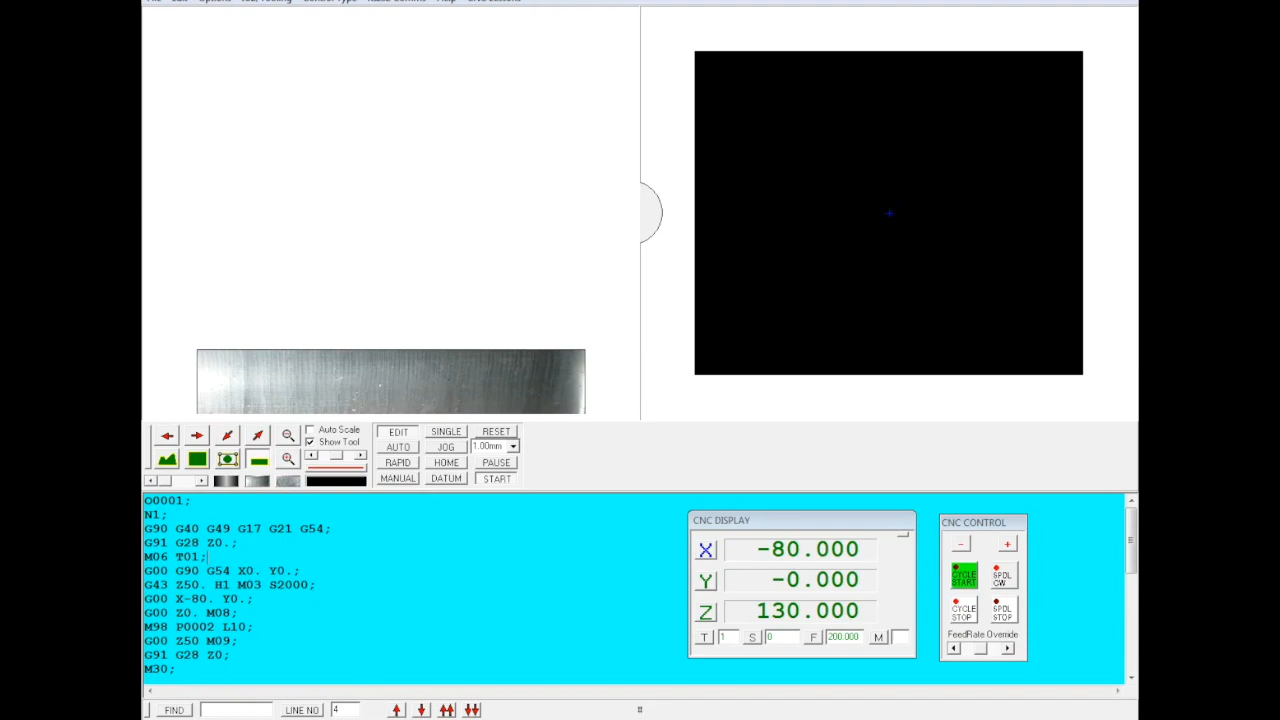 Auto Scale
Show Tool
EDIT SINGLE RESET
AUTO JOG 1.00mm
RAPID HOME PAUSE
MANUAL DATUM START
O0001;
N1;
G90 G40 G49 G17 G21 G54;
G91 G28 Z0.;
M06 T01;
G00 G90 G54 X0. Y0.;
G43 Z50. H1 M03 S2000;
G00 X-80. Y0.;
G00 Z0. M08;
M98 P0002 L10;
G00 Z50 M09;
G91 G28 Z0;
M30;
CNC DISPLAY
X -80.000
Y -0.000
Z 130.000
T 1 S 0 F 200.000 M
CNC CONTROL
- +
CYCLE START SPDL CW
CYCLE STOP SPDL STOP
FeedRate Override
FIND LINE NO 4